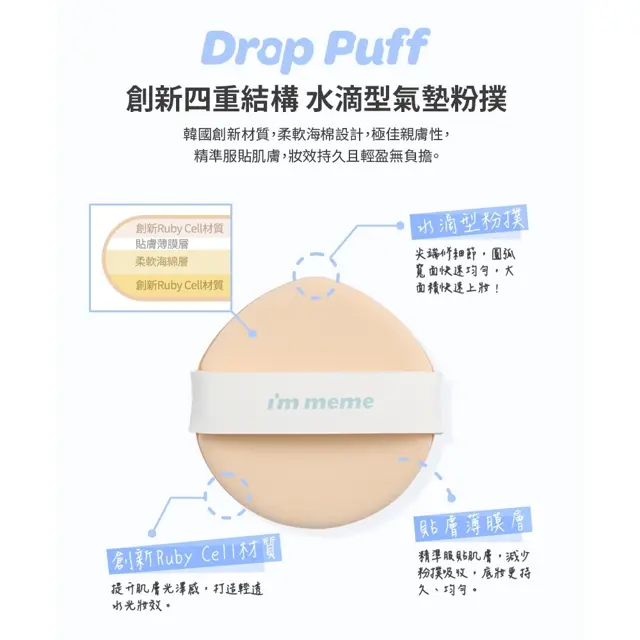 Drop Puff
創新四重結構 水滴型氣墊粉撲
韓國創新材質,柔軟海棉設計,極佳親膚性,
精準服貼肌膚,妝效持久且輕盈無負擔。
創新Ruby Cell材質
貼膚薄膜層
柔軟海綿層
創新Ruby Cell材質
水滴型粉撲
尖端修細節,圓弧
寬面快速均勻,大
面積快速上妝!
i'm meme
貼膚薄膜層
精準服貼肌膚,減少
粉撲吸收,底妝更持
久、均勻。
創新Ruby Cell材質
提升肌膚光澤感,打造輕透
水光妝效。